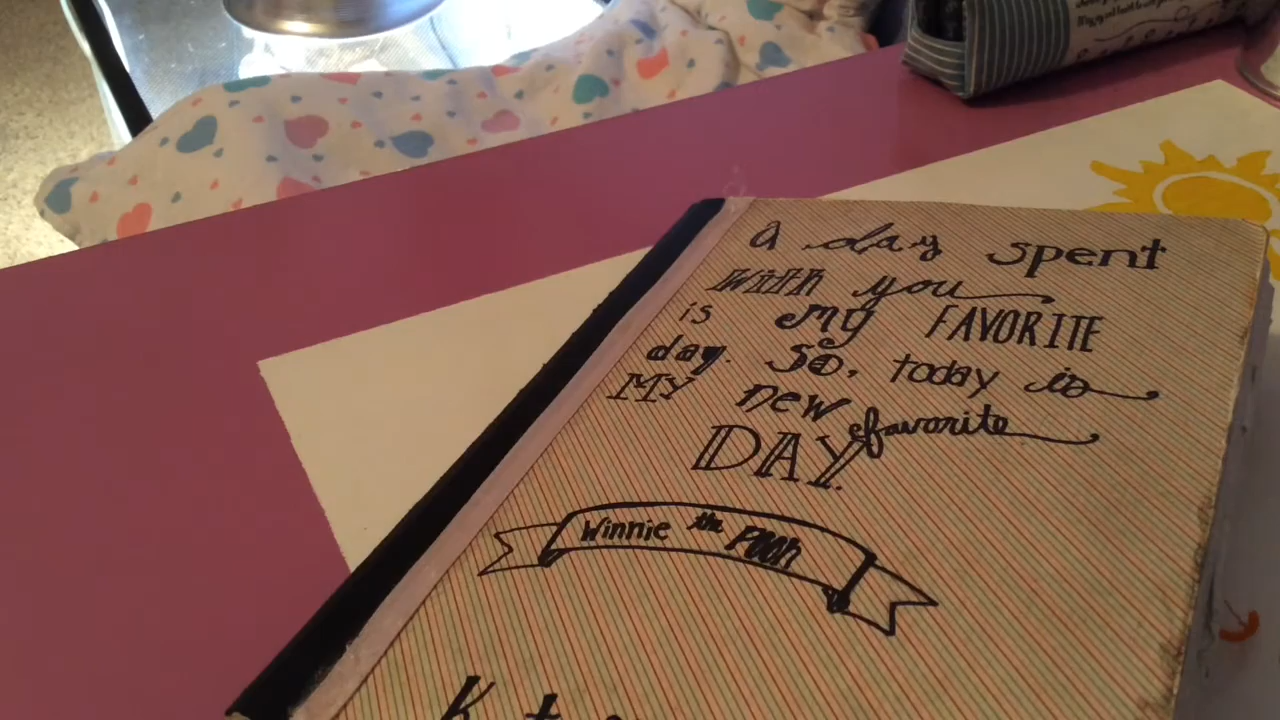 a day spent
with you
is my FAVORITE
day. So, today is
MY new favorite
DAY.
Winnie the Pooh